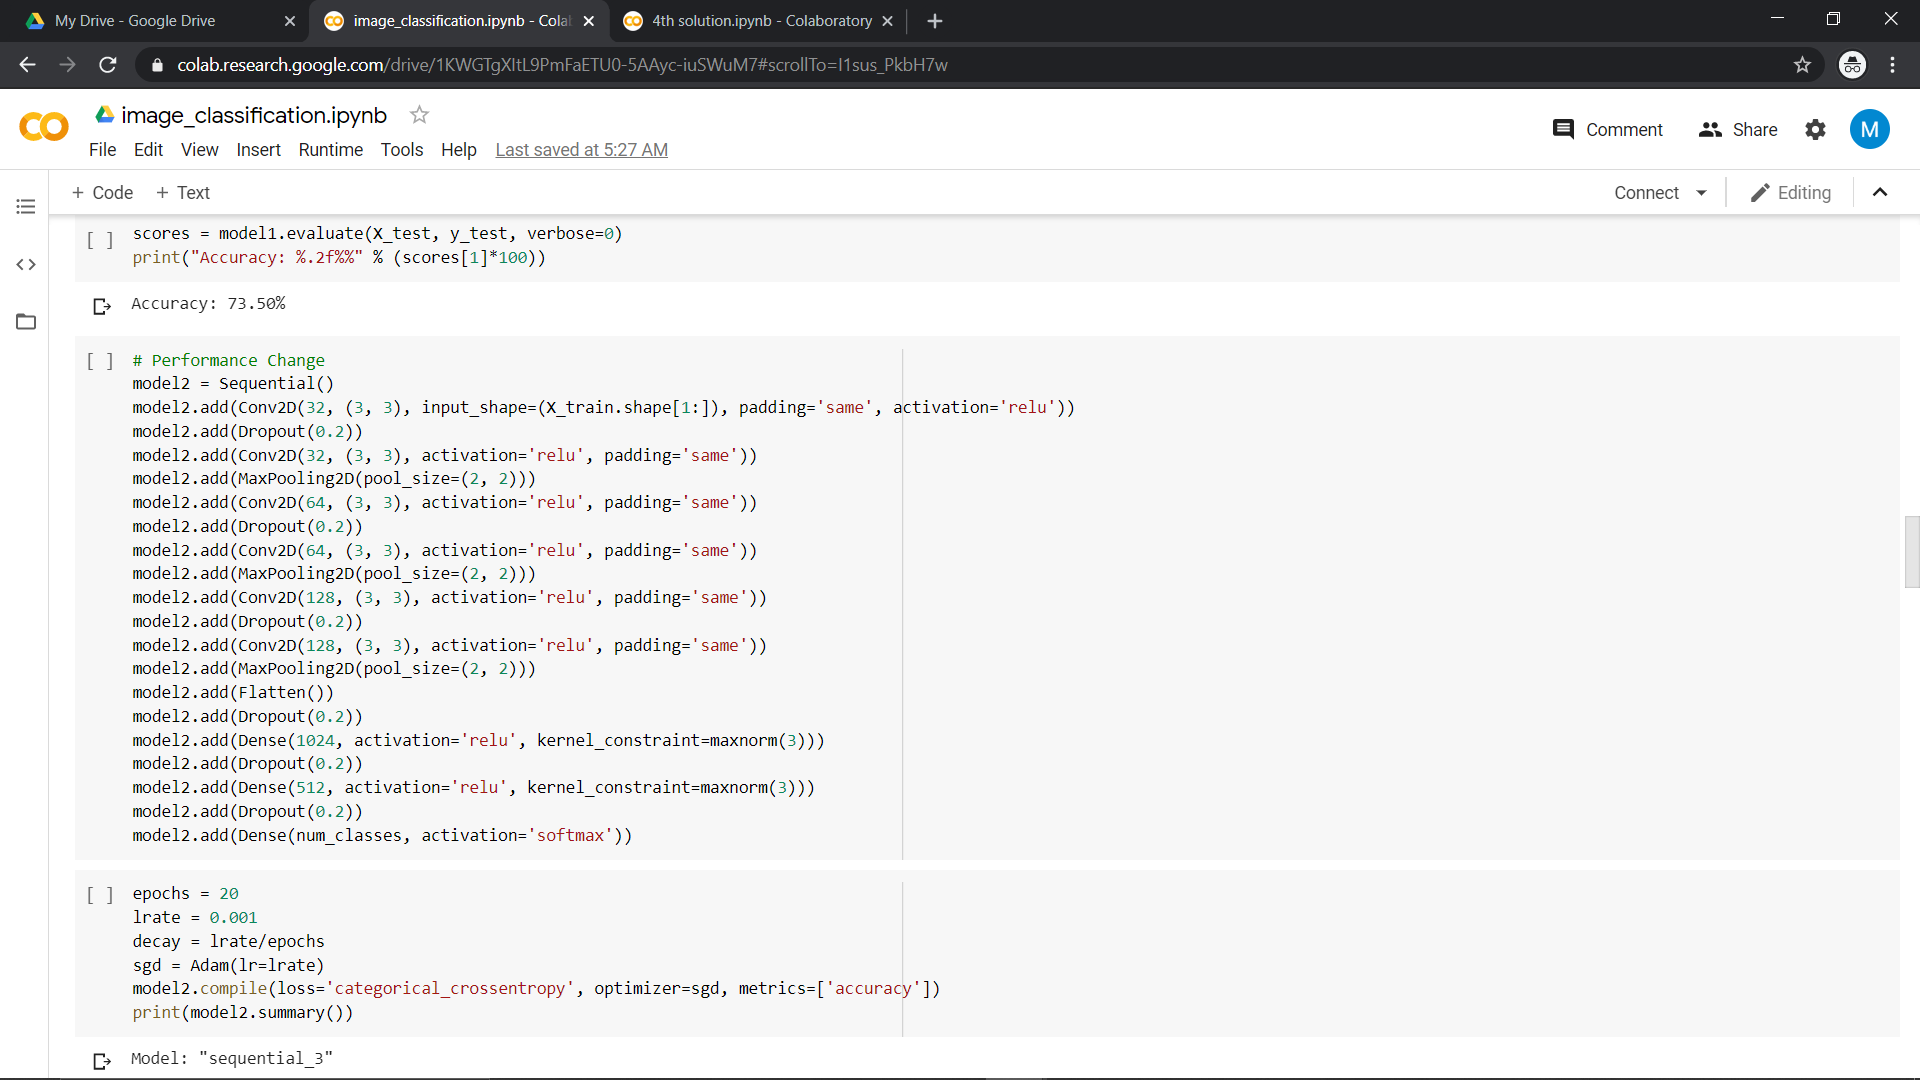 My Drive - Google Drive
image_classification.ipynb - Cola
4th solution.ipynb - Colaboratory
colab.research.google.com/drive/1KWGTgXItL9PmFaETU0-5AAyc-iuSWuM7#scrollTo=I1sus_PkbH7w
image_classification.ipynb
Comment
Share
M
File Edit View Insert Runtime Tools Help Last saved at 5:27 AM
+ Code + Text
Connect
Editing
[ ] scores = model1.evaluate(X_test, y_test, verbose=0)
print("Accuracy: %.2f%%" % (scores[1]*100))
Accuracy: 73.50%
[ ] # Performance Change
model2 = Sequential()
model2.add(Conv2D(32, (3, 3), input_shape=(X_train.shape[1:]), padding='same', activation='relu'))
model2.add(Dropout(0.2))
model2.add(Conv2D(32, (3, 3), activation='relu', padding='same'))
model2.add(MaxPooling2D(pool_size=(2, 2)))
model2.add(Conv2D(64, (3, 3), activation='relu', padding='same'))
model2.add(Dropout(0.2))
model2.add(Conv2D(64, (3, 3), activation='relu', padding='same'))
model2.add(MaxPooling2D(pool_size=(2, 2)))
model2.add(Conv2D(128, (3, 3), activation='relu', padding='same'))
model2.add(Dropout(0.2))
model2.add(Conv2D(128, (3, 3), activation='relu', padding='same'))
model2.add(MaxPooling2D(pool_size=(2, 2)))
model2.add(Flatten())
model2.add(Dropout(0.2))
model2.add(Dense(1024, activation='relu', kernel_constraint=maxnorm(3)))
model2.add(Dropout(0.2))
model2.add(Dense(512, activation='relu', kernel_constraint=maxnorm(3)))
model2.add(Dropout(0.2))
model2.add(Dense(num_classes, activation='softmax'))
[ ] epochs = 20
lrate = 0.001
decay = lrate/epochs
sgd = Adam(lr=lrate)
model2.compile(loss='categorical_crossentropy', optimizer=sgd, metrics=['accuracy'])
print(model2.summary())
Model: "sequential_3"